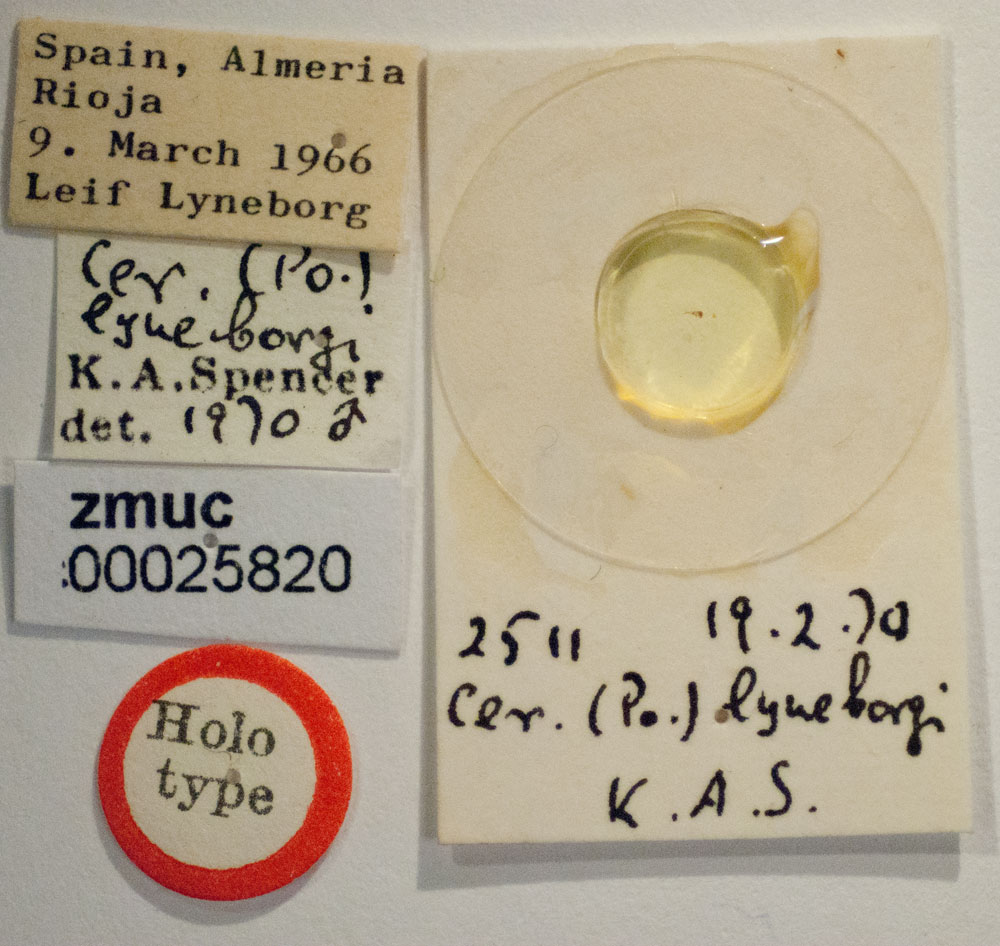 Spain, Almeria
Rioja
9. March 1966
Leif Lyneborg
Cer. (Po.)
lyneborgi
K.A.Spencer
det. 1970 ♂
zmuc
:00025820
Holo
type
2511 19.2.70
Cer. (Po.) lyneborgi
K.A.S.